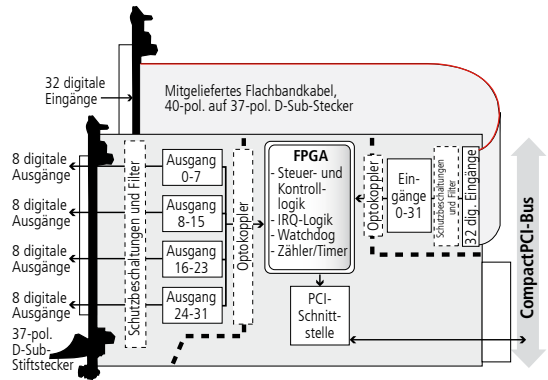 32 digitale
Eingänge
Mitgeliefertes Flachbandkabel,
40-pol. auf 37-pol. D-Sub-Stecker
8 digitale
Ausgänge
8 digitale
Ausgänge
8 digitale
Ausgänge
8 digitale
Ausgänge
37-pol.
D-Sub-
Stiftstecker
Schutzbeschaltungen und Filter
Ausgang
0-7
Ausgang
8-15
Ausgang
16-23
Ausgang
24-31
Optokoppler
FPGA
- Steuer- und
Kontroll-
logik
- IRQ-Logik
- Watchdog
- Zähler/Timer
PCI-
Schnitt-
stelle
Optokoppler
Ein-
gänge
0-31
Schutzbeschaltungen
und Filter
32 dig. Eingänge
CompactPCI-Bus